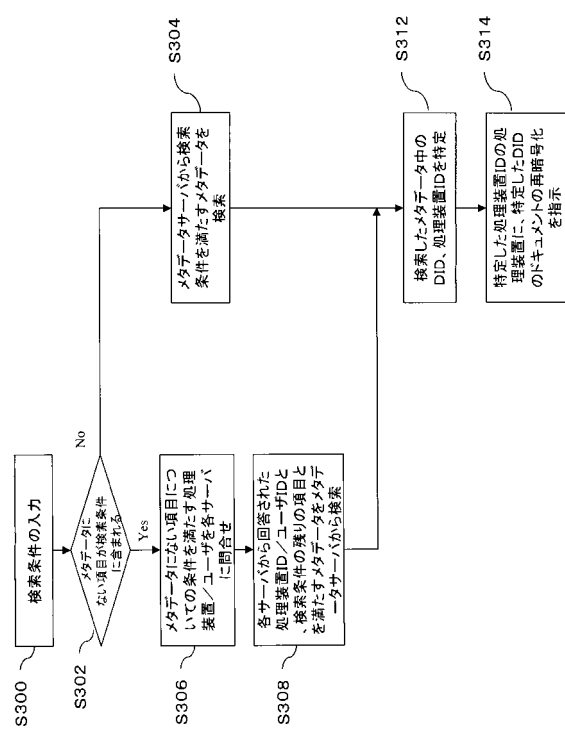 S300
検索条件の入力
S302
メタデータに
ない項目が検索条件
に含まれる
No
Yes
S304
メタデータサーバから検索
条件を満たすメタデータを
検索
S306
メタデータにない項目につ
いての条件を満たす処理
装置／ユーザを各サーバ
に問合せ
S308
各サーバから回答された
処理装置ID／ユーザIDと
、検索条件の残りの項目と
を満たすメタデータをメタデ
ータサーバから検索
S312
検索したメタデータ中の
DID、処理装置IDを特定
S314
特定した処理装置IDの処
理装置に、特定したDID
のドキュメントの再暗号化
を指示